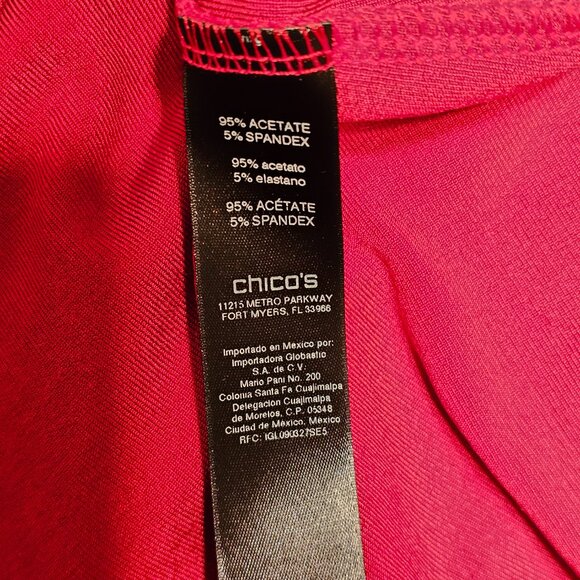 95% ACETATE
5% SPANDEX
95% acetato
5% elastano
95% ACÉTATE
5% SPANDEX
chico's
11215 METRO PARKWAY
FORT MYERS, FL 33966
Importado en Mexico por:
Importadora Globastic
S.A. de C.V.
Mario Pani No. 200
Colonia Santa Fe Cuajimalpa
Delegacion Cuajimalpa
de Morelos, C.P. 05348
Ciudad de México. México
RFC: IGL090327SE5